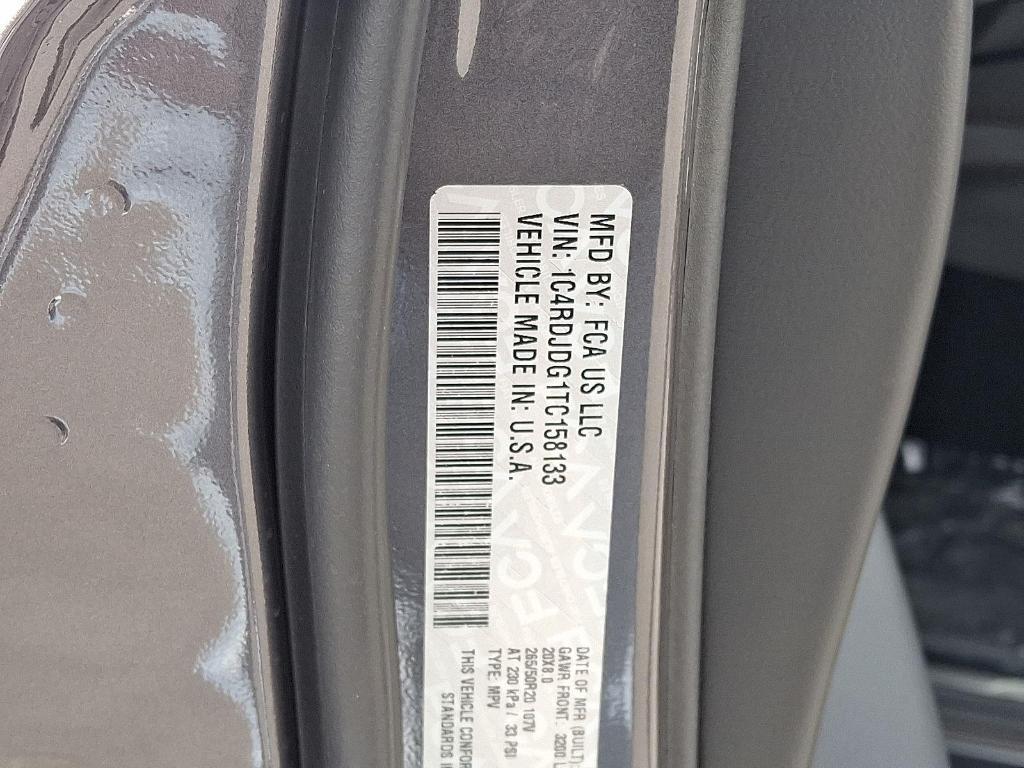 MFD BY: FCA US LLC
VIN: 1C4RDJDG1TC158133
VEHICLE MADE IN: U.S.A.
DATE OF MFR (BUILT):
GAWR FRONT: 3200 L
20X8.0
265/50R20 107V
AT 230 kPa / 33 PSI
TYPE: MPV
THIS VEHICLE CONFOR
STANDARDS I